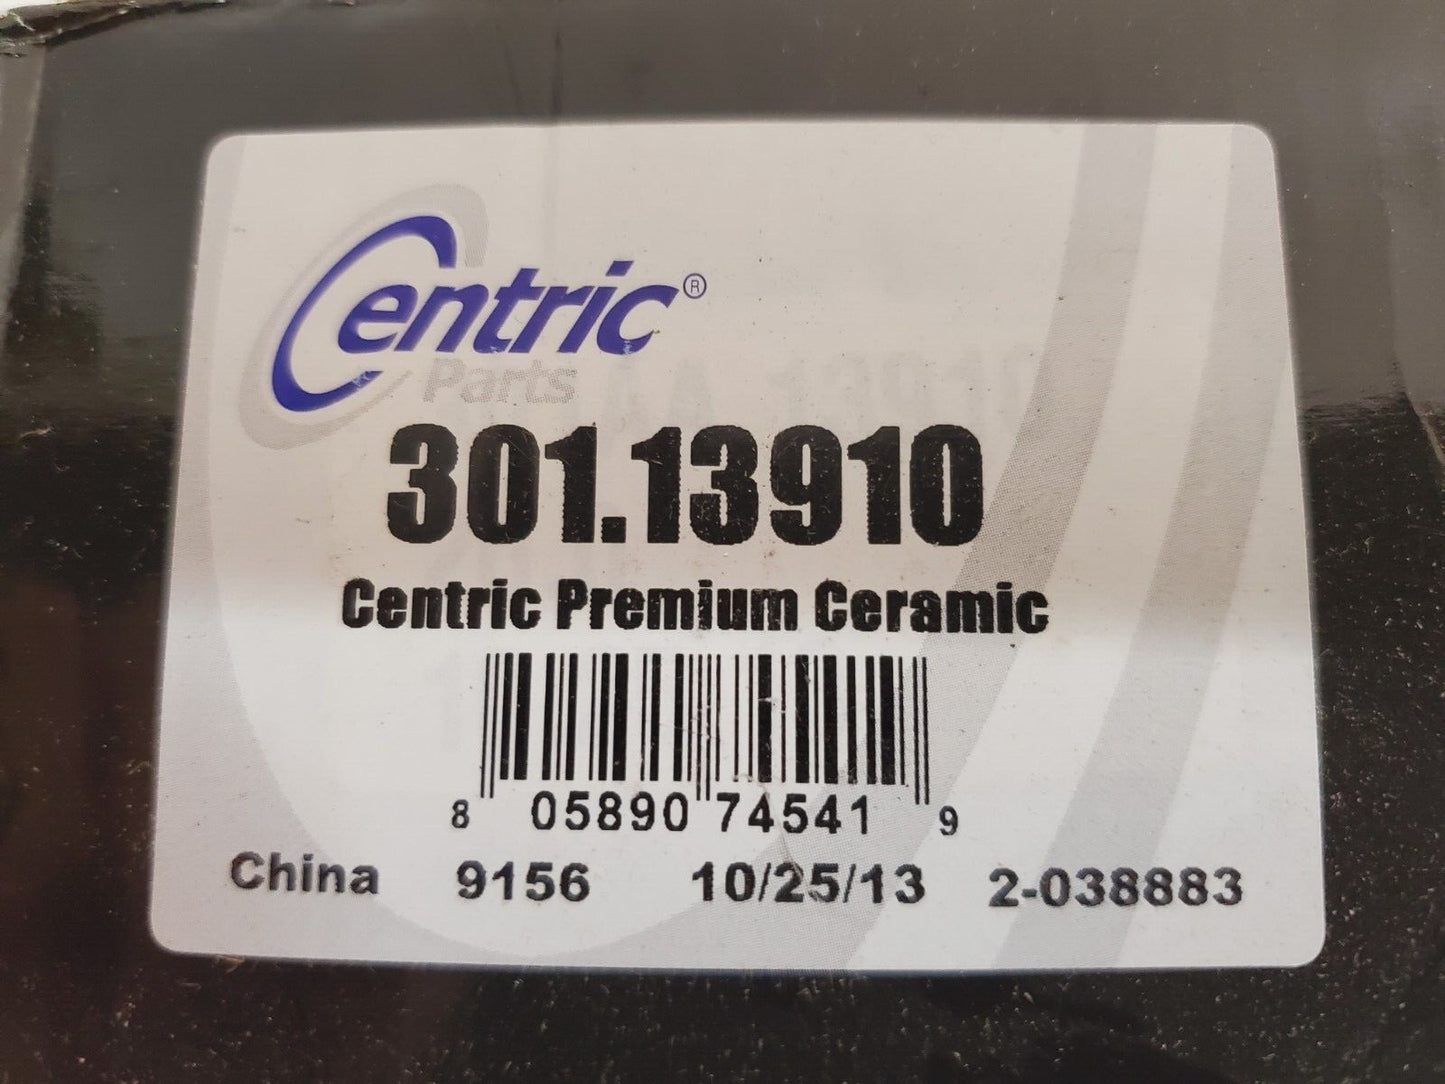 Centric®
Parts
301.13910
Centric Premium Ceramic
8 05890 74541 9
China 9156 10/25/13 2-038883